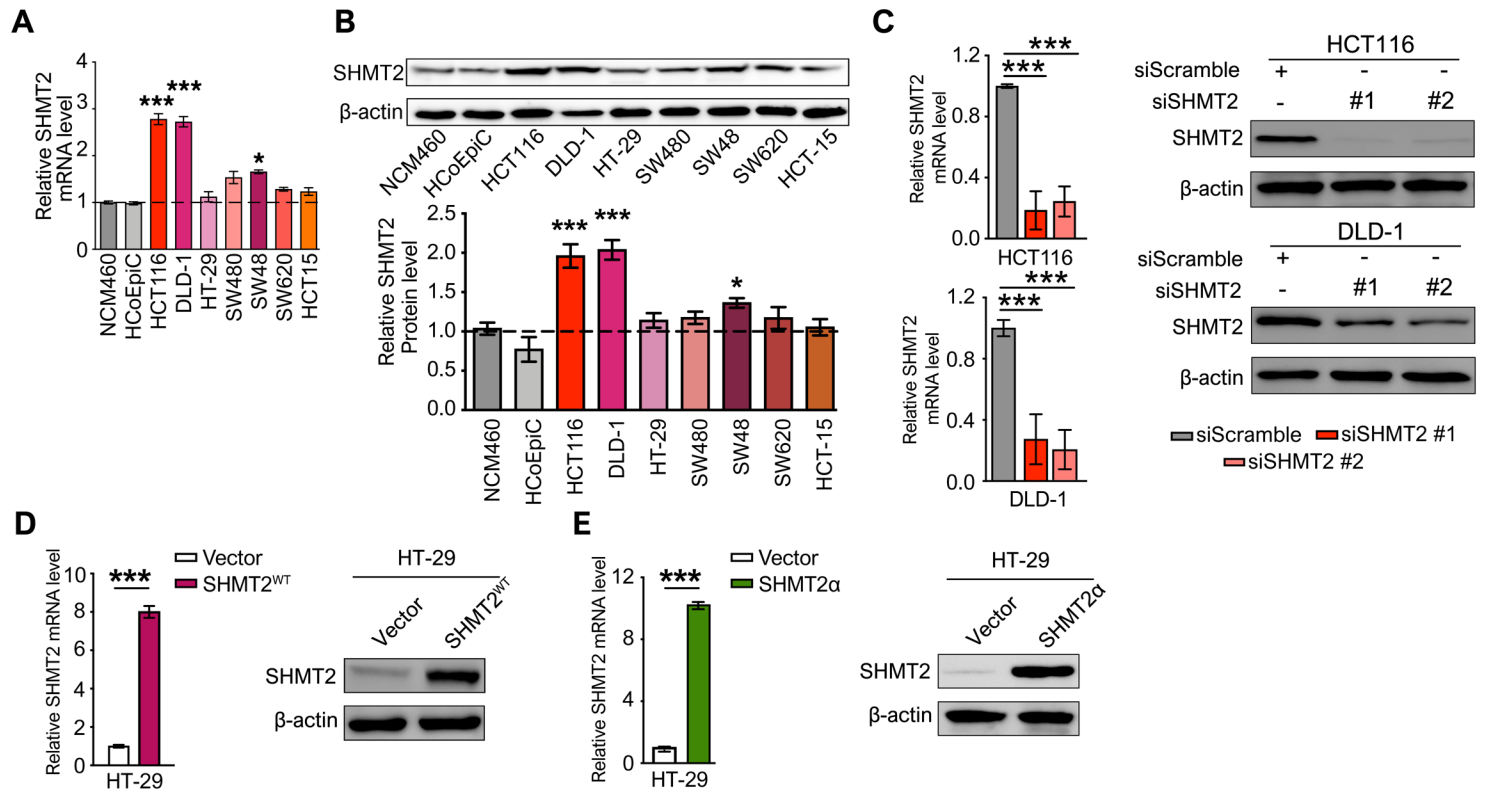 A
Relative SHMT2
mRNA level
4
3
2
1
0
***
***
*
NCM460
HCoEpiC
HCT116
DLD-1
HT-29
SW480
SW48
SW620
HCT15
B
SHMT2
β-actin
NCM460
HCoEpiC
HCT116
DLD-1
HT-29
SW480
SW48
SW620
HCT-15
Relative SHMT2
Protein level
2.5
2.0
1.5
1.0
0.5
0.0
***
***
*
NCM460
HCoEpiC
HCT116
DLD-1
HT-29
SW480
SW48
SW620
HCT-15
C
Relative SHMT2
mRNA level
1.2
0.8
0.4
0.0
***
***
HCT116
Relative SHMT2
mRNA level
1.2
0.8
0.4
0.0
***
***
DLD-1
HCT116
siScramble + - -
siSHMT2 - #1 #2
SHMT2
β-actin
DLD-1
siScramble + - -
siSHMT2 - #1 #2
SHMT2
β-actin
siScramble siSHMT2 #1
siSHMT2 #2
D
Relative SHMT2 mRNA level
10
8
6
4
2
0
***
HT-29
Vector
SHMT2WT
HT-29
Vector
SHMT2WT
SHMT2
β-actin
E
Relative SHMT2 mRNA level
12
8
4
0
***
HT-29
Vector
SHMT2α
HT-29
Vector
SHMT2α
SHMT2
β-actin